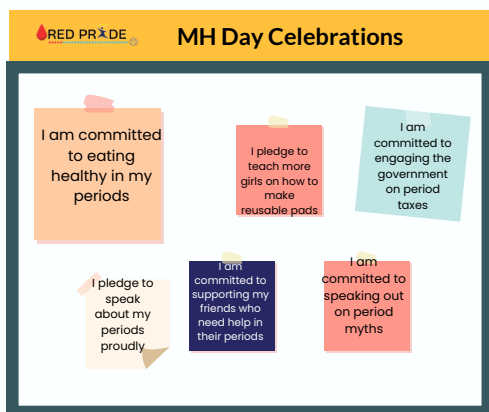 RED PRIDE
MH Day Celebrations
I am committed
to eating
healthy in my
periods
I pledge to
teach more
girls on how to
make
reusable pads
I am
committed to
engaging the
government
on period
taxes
I pledge to
speak
about my
periods
proudly
I am
committed to
supporting my
friends who
need help in
their periods
I am
committed to
speaking out
on period
myths